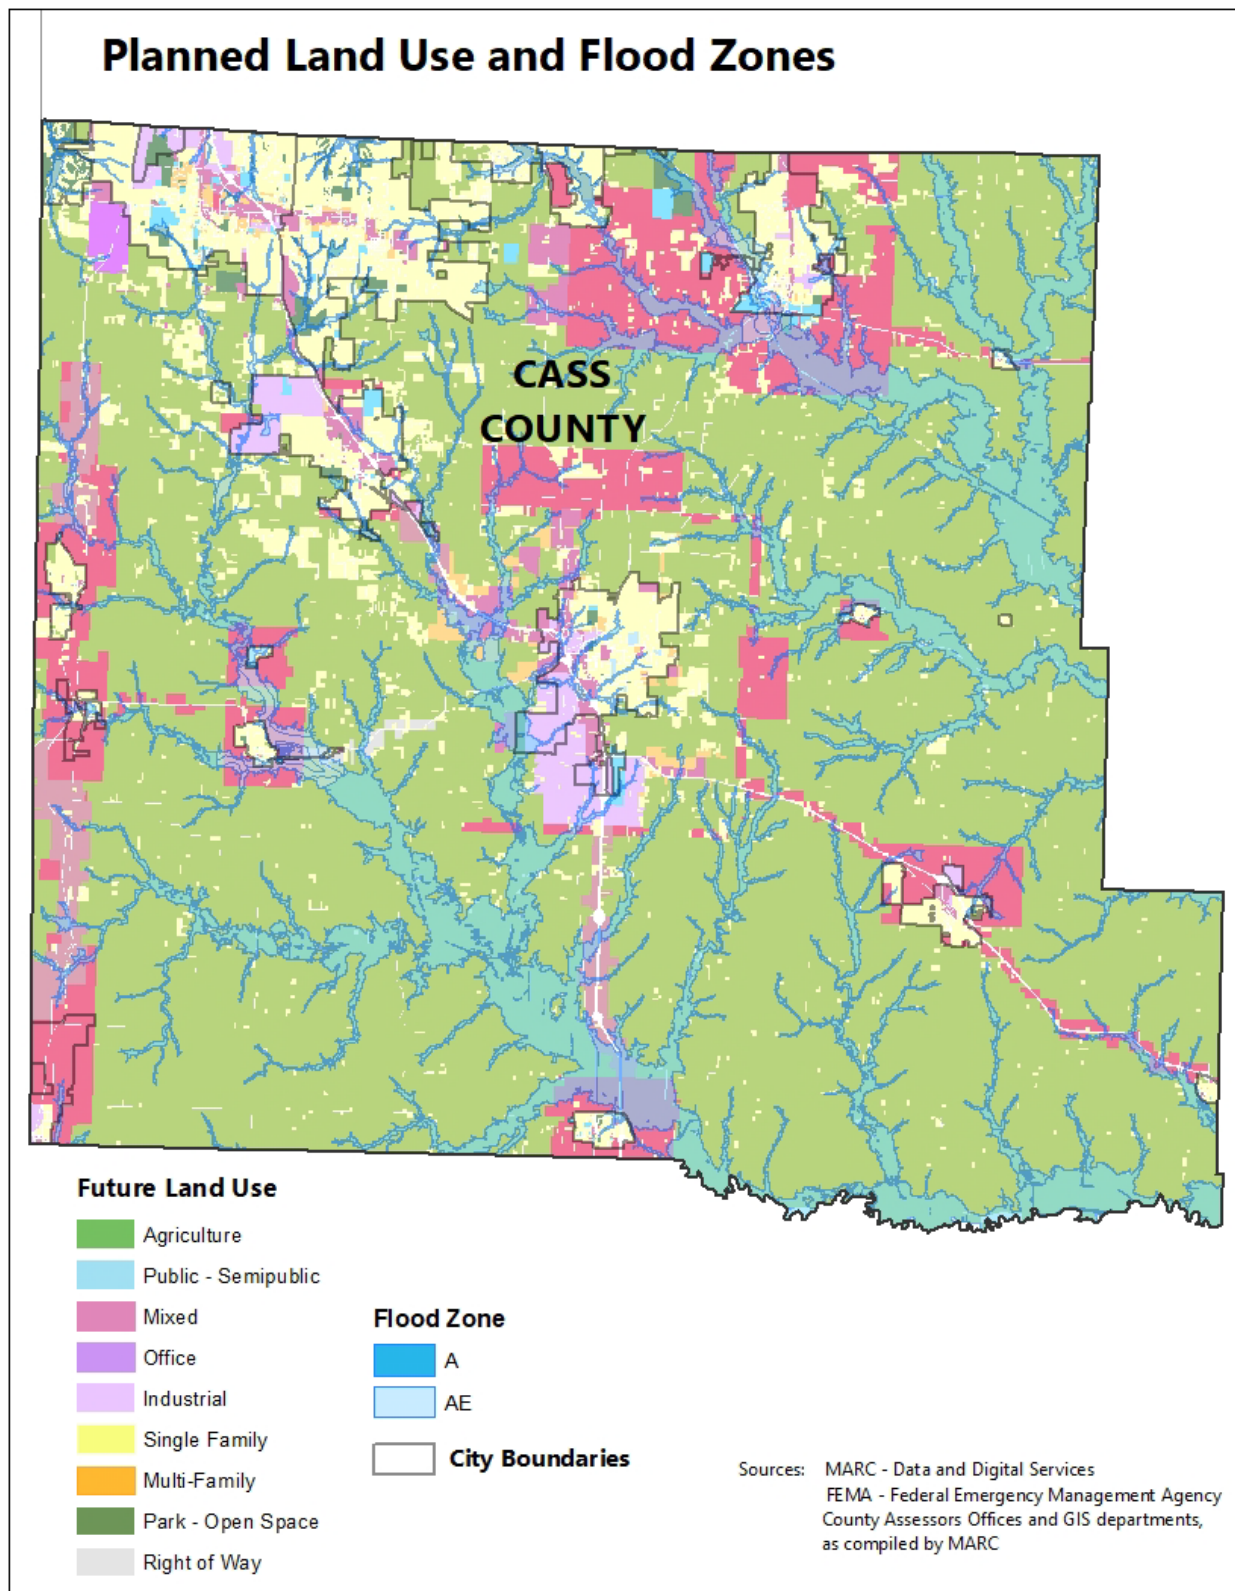 Planned Land Use and Flood Zones
CASS
COUNTY
Future Land Use
Agriculture
Public - Semipublic
Mixed
Office
Industrial
Single Family
Multi-Family
Park - Open Space
Right of Way
Flood Zone
A
AE
City Boundaries
Sources: MARC - Data and Digital Services
FEMA - Federal Emergency Management Agency
County Assessors Offices and GIS departments,
as compiled by MARC